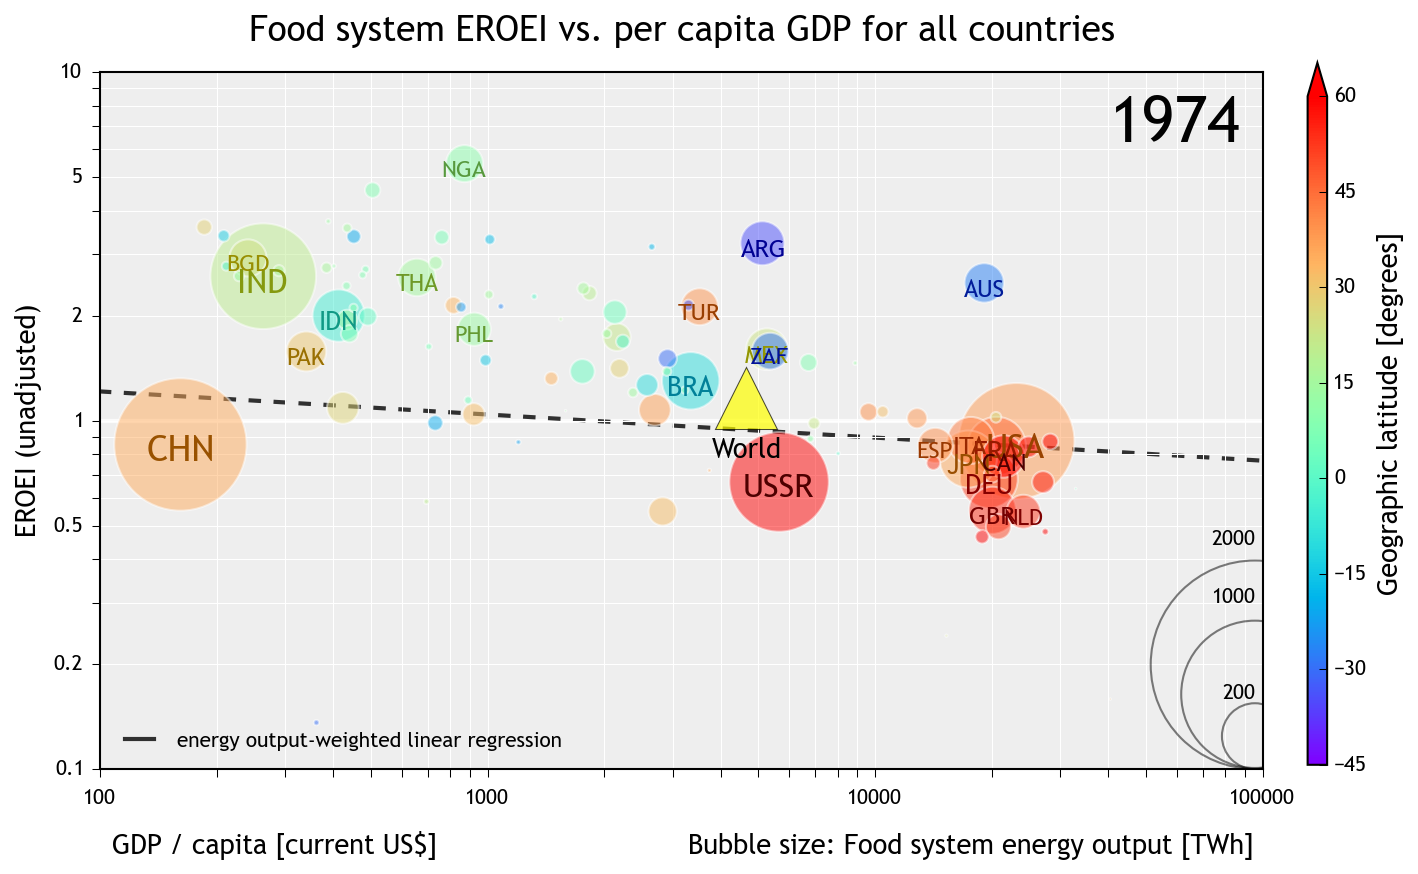 Food system EROEI vs. per capita GDP for all countries
1974
10
5
2
1
0.5
0.2
0.1
EROEI (unadjusted)
NGA
ARG
BGD
IND
THA
AUS
IDN
TUR
PHL
PAK
MEX
ZAF
BRA
CHN
World
USSR
ESP
ITA
FRA
USA
JPN
CAN
DEU
GBR
NLD
2000
1000
200
energy output-weighted linear regression
100
1000
10000
100000
GDP / capita [current US$]
Bubble size: Food system energy output [TWh]
60
45
30
15
0
−15
−30
−45
Geographic latitude [degrees]